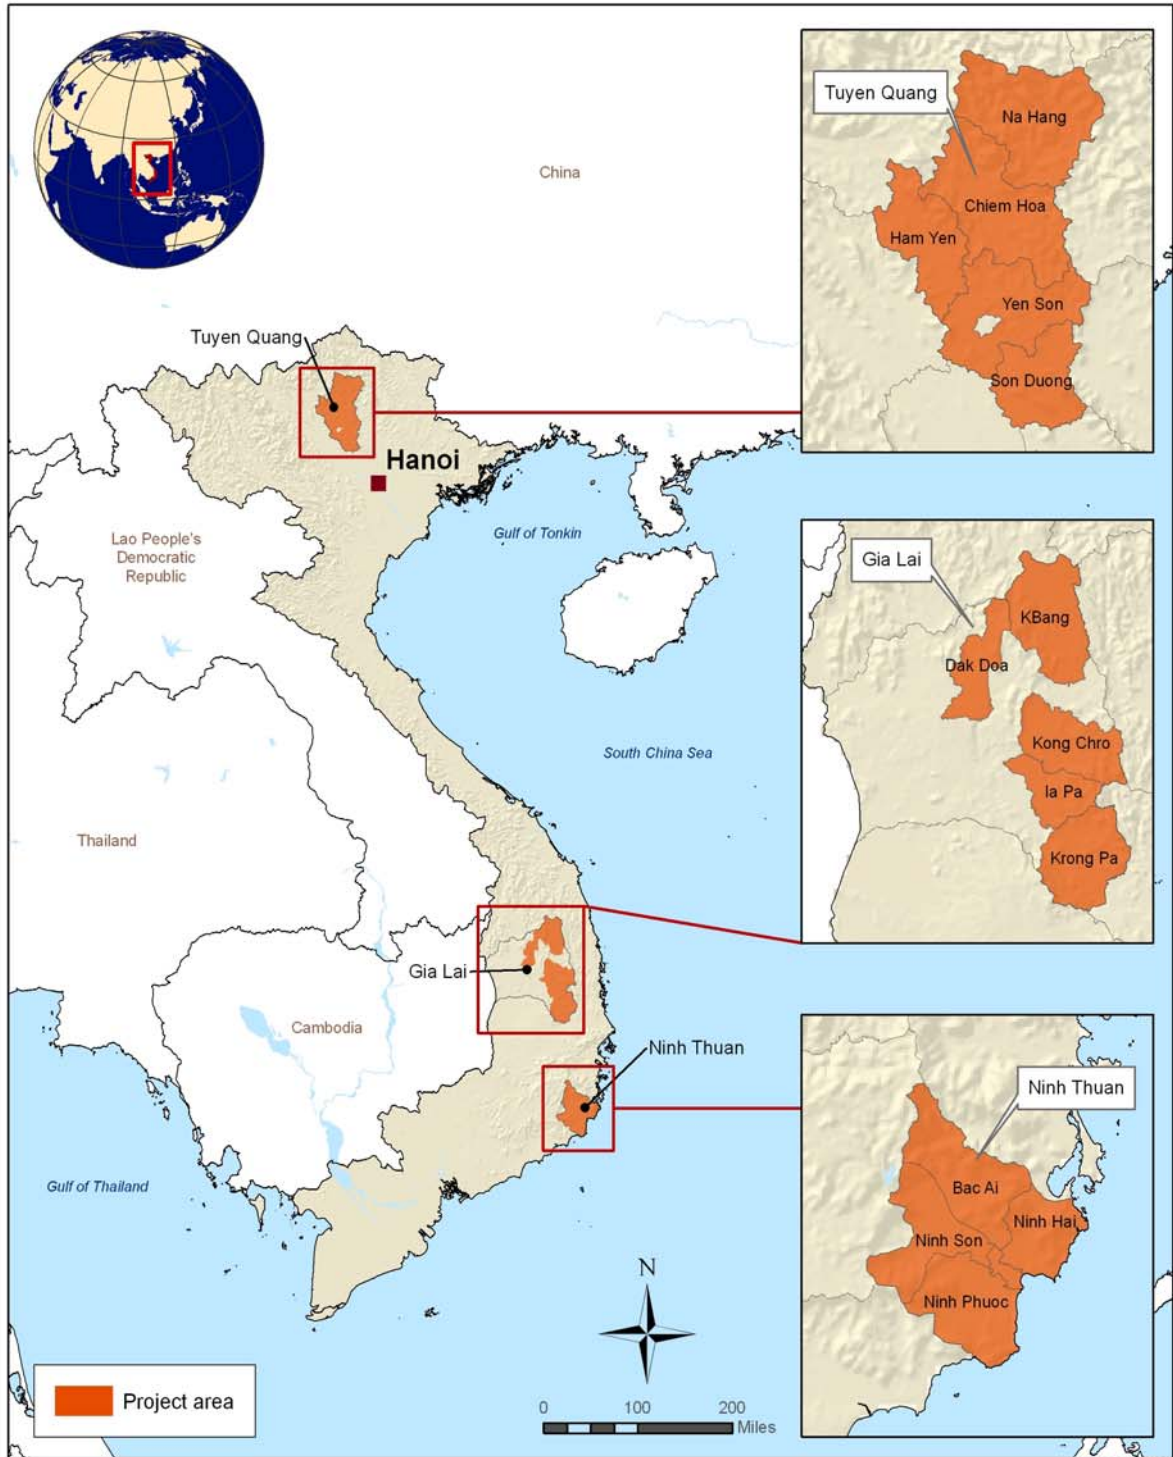 China
Tuyen Quang
Hanoi
Gulf of Tonkin
Lao People's
Democratic
Republic
South China Sea
Thailand
Gia Lai
Cambodia
Ninh Thuan
Gulf of Thailand
N
Project area
0 100 200
Miles
Tuyen Quang
Na Hang
Chiem Hoa
Ham Yen
Yen Son
Son Duong
Gia Lai
KBang
Dak Doa
Kong Chro
Ia Pa
Krong Pa
Ninh Thuan
Bac Ai
Ninh Hai
Ninh Son
Ninh Phuoc